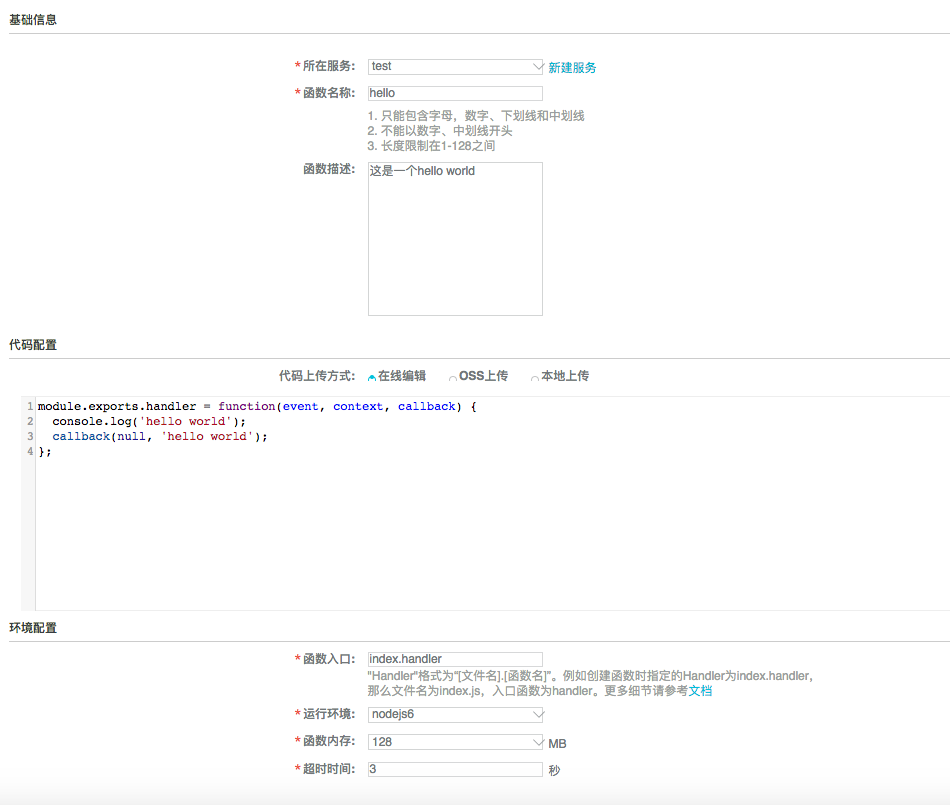 基础信息
*所在服务: test 新建服务
*函数名称: hello
1. 只能包含字母，数字、下划线和中划线
2. 不能以数字、中划线开头
3. 长度限制在1-128之间
函数描述: 这是一个hello world
代码配置
代码上传方式: 在线编辑 OSS上传 本地上传
1 module.exports.handler = function(event, context, callback) {
2   console.log('hello world');
3   callback(null, 'hello world');
4 };
环境配置
*函数入口: index.handler
"Handler"格式为“[文件名].[函数名]”。例如创建函数时指定的Handler为index.handler，
那么文件名为index.js，入口函数为handler。更多细节请参考文档
*运行环境: nodejs6
*函数内存: 128 MB
*超时时间: 3 秒